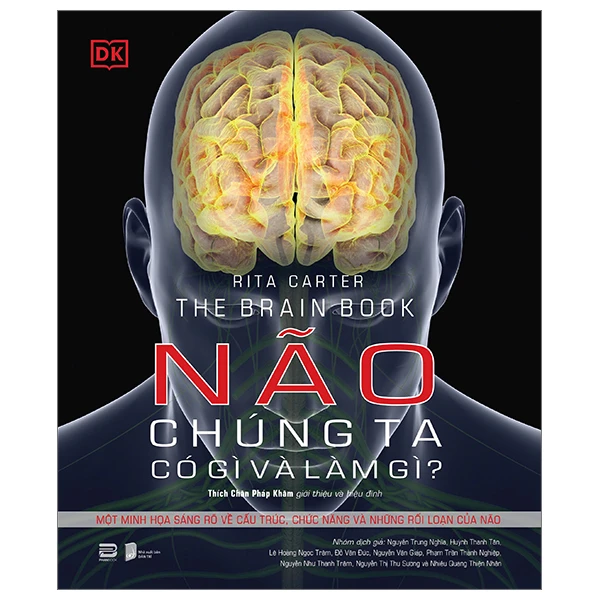 DK
RITA CARTER
THE BRAIN BOOK
NÃO
CHÚNG TA
CÓ GÌ VÀ LÀM GÌ?
Thích Chân Pháp Khâm giới thiệu và hiệu đính
MỘT MINH HỌA SÁNG RÕ VỀ CẤU TRÚC, CHỨC NĂNG VÀ NHỮNG RỐI LOẠN CỦA NÃO
Nhóm dịch giả: Nguyễn Trung Nghĩa, Huỳnh Thanh Tân,
Lê Hoàng Ngọc Trâm, Đỗ Văn Đức, Nguyễn Văn Giáp, Phạm Trần Thành Nghiệp,
Nguyễn Như Thanh Trâm, Nguyễn Thị Thu Sương và Nhiêu Quang Thiện Nhân